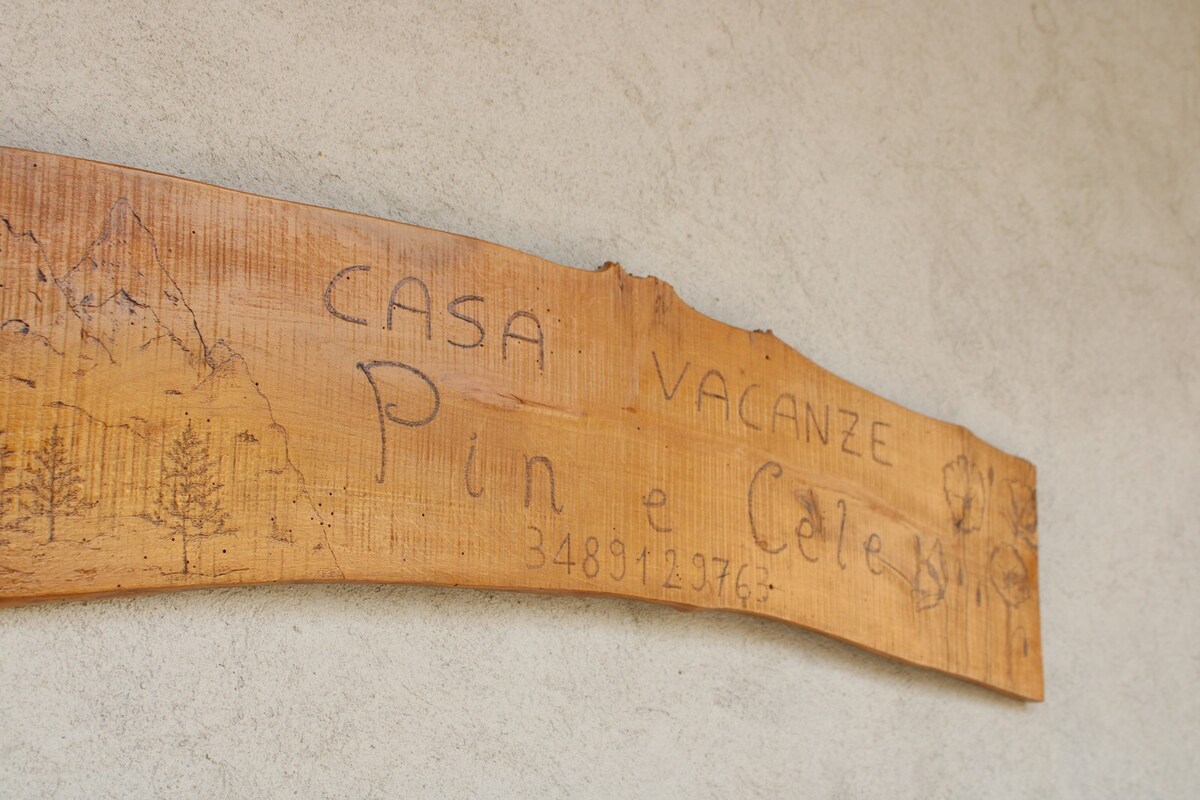 CASA VACANZE
Pin e Cele
3489129763